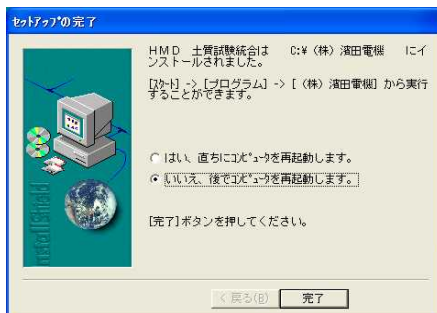 セットアップの完了
HMD 土質試験統合は C:¥（株）濱田電機 にイ
ンストールされました。
[スタート] -> [プログラム] -> [（株）濱田電機] から実行
することができます。
はい、直ちにコンピュータを再起動します。
いいえ、後でコンピュータを再起動します。
[完了]ボタンを押してください。
InstallShield
< 戻る(B)
完了